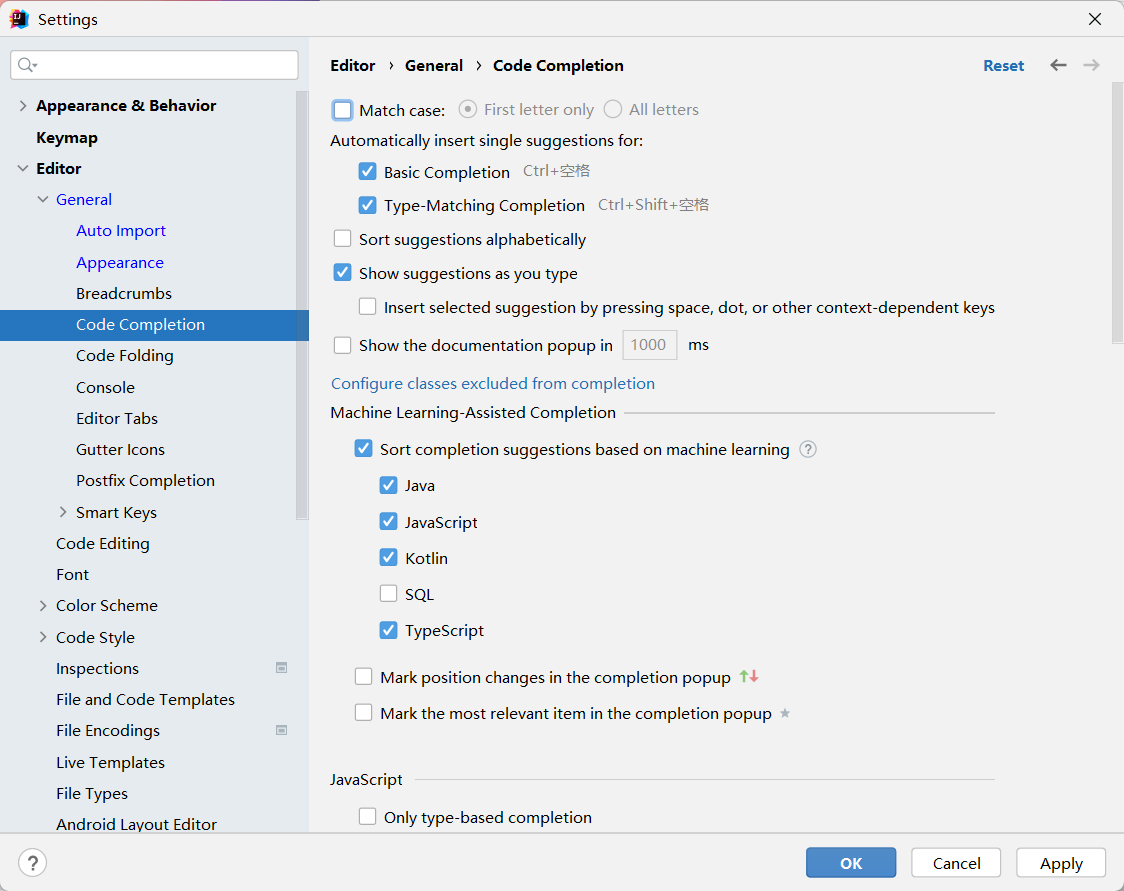 Settings
Appearance & Behavior
Keymap
Editor
General
Auto Import
Appearance
Breadcrumbs
Code Completion
Code Folding
Console
Editor Tabs
Gutter Icons
Postfix Completion
Smart Keys
Code Editing
Font
Color Scheme
Code Style
Inspections
File and Code Templates
File Encodings
Live Templates
File Types
Android Layout Editor
Editor › General › Code Completion
Reset
Match case: First letter only All letters
Automatically insert single suggestions for:
Basic Completion Ctrl+空格
Type-Matching Completion Ctrl+Shift+空格
Sort suggestions alphabetically
Show suggestions as you type
Insert selected suggestion by pressing space, dot, or other context-dependent keys
Show the documentation popup in 1000 ms
Configure classes excluded from completion
Machine Learning-Assisted Completion
Sort completion suggestions based on machine learning ?
Java
JavaScript
Kotlin
SQL
TypeScript
Mark position changes in the completion popup
Mark the most relevant item in the completion popup
JavaScript
Only type-based completion
? OK Cancel Apply